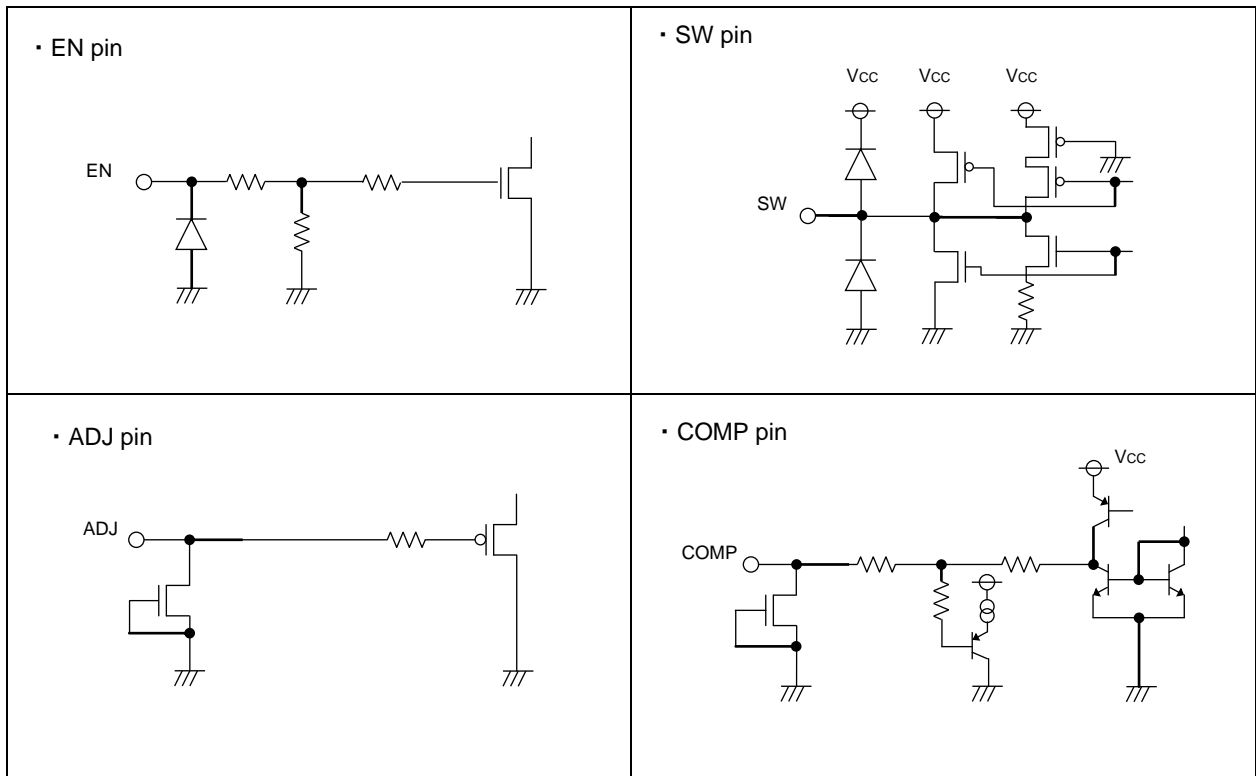 ・EN pin
EN
・SW pin
Vcc Vcc Vcc
SW
・ADJ pin
ADJ
・COMP pin
Vcc
COMP